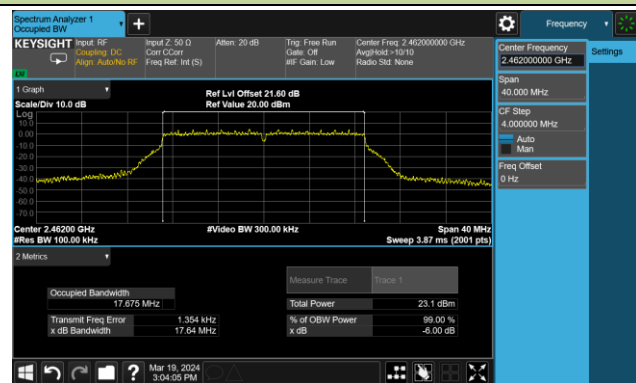 Spectrum Analyzer 1
Occupied BW
+
Frequency
KEYSIGHT
Input: RF
Coupling: DC
Align: Auto/No RF
Input Z: 50 Ω
Corr CCorr
Freq Ref: Int (S)
Atten: 20 dB
Trig: Free Run
Gate: Off
#IF Gain: Low
Center Freq: 2.462000000 GHz
Avg|Hold:>10/10
Radio Std: None
LW
Center Frequency
2.462000000 GHz
Settings
Span
40.000 MHz
CF Step
4.000000 MHz
Auto
Man
Freq Offset
0 Hz
1 Graph
Scale/Div 10.0 dB
Ref Lvl Offset 21.60 dB
Ref Value 20.00 dBm
Log
10.0
0.00
-10.0
-20.0
-30.0
-40.0
-50.0
-60.0
-70.0
Center 2.46200 GHz
#Video BW 300.00 kHz
Span 40 MHz
#Res BW 100.00 kHz
Sweep 3.87 ms (2001 pts)
2 Metrics
Measure Trace
Trace 1
Occupied Bandwidth
17.675 MHz
Total Power
23.1 dBm
Transmit Freq Error
1.354 kHz
% of OBW Power
99.00 %
x dB Bandwidth
17.64 MHz
x dB
-6.00 dB
?
Mar 19, 2024
3:04:05 PM